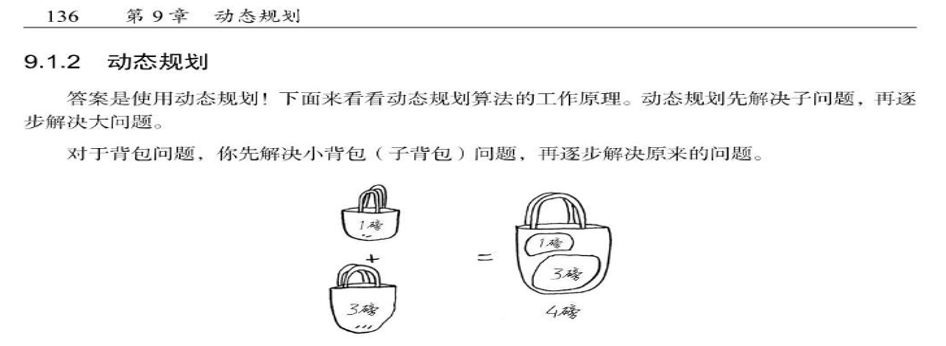 136 第9章 动态规划
9.1.2 动态规划
答案是使用动态规划！下面来看看动态规划算法的工作原理。动态规划先解决子问题，再逐
步解决大问题。
对于背包问题，你先解决小背包（子背包）问题，再逐步解决原来的问题。
1磅
+
3磅
=
1磅
3磅
4磅